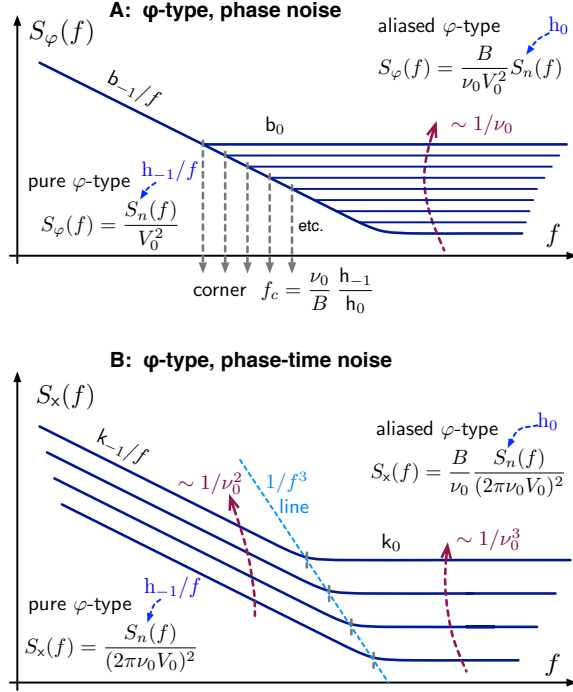 A: φ-type, phase noise
S_φ(f)
aliased φ-type
h_0
S_φ(f) = B/(ν_0 V_0^2) S_n(f)
b_{-1}/f
b_0
∼ 1/ν_0
pure φ-type
h_{-1}/f
S_φ(f) = S_n(f)/V_0^2
etc.
f
corner f_c = ν_0/B h_{-1}/h_0
B: φ-type, phase-time noise
S_x(f)
aliased φ-type
h_0
S_x(f) = B/ν_0 S_n(f)/(2πν_0V_0)^2
k_{-1}/f
∼ 1/ν_0^2
1/f^3
line
k_0
∼ 1/ν_0^3
pure φ-type
h_{-1}/f
S_x(f) = S_n(f)/(2πν_0V_0)^2
f